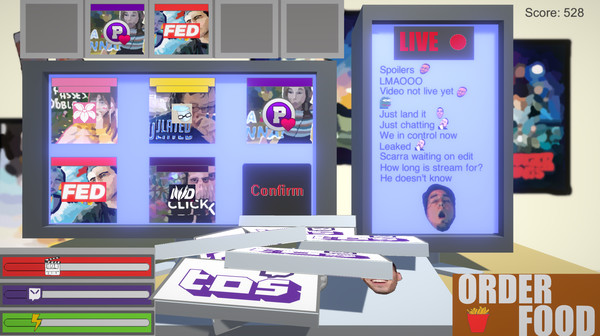 Score: 528
P
FED
LIVE
Spoilers
LMAOOO
Video not live yet
Just land it
Just chatting
We in control now
Leaked
Scarra waiting on edit
How long is stream for?
He doesn't know
P
FED
CLICK
Confirm
ORDER
FOOD